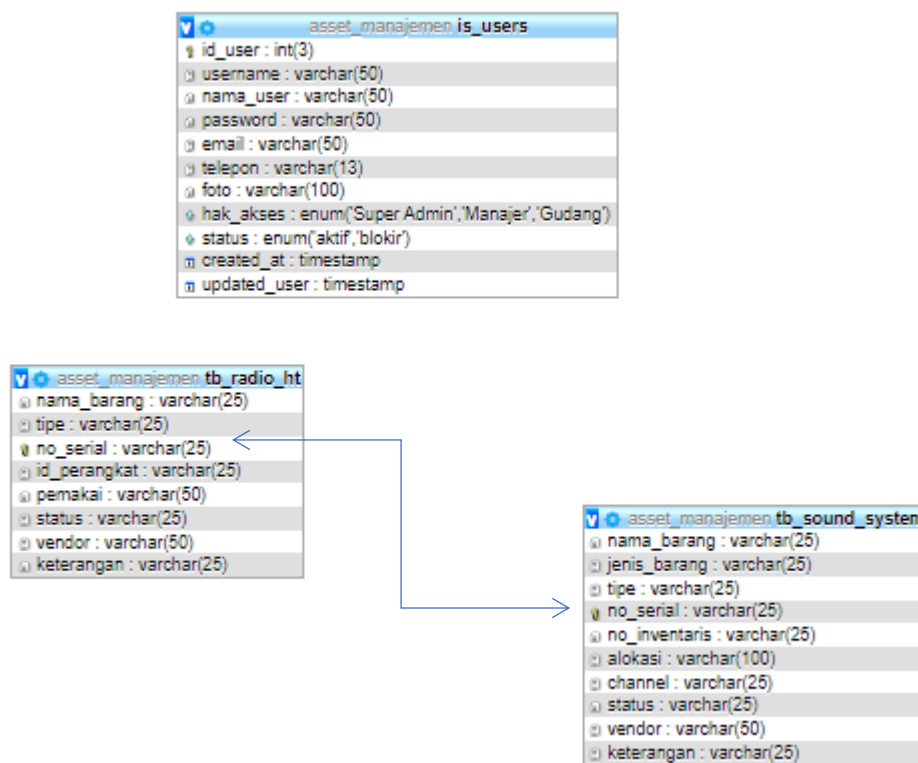 asset_manajemen is_users
id_user : int(3)
username : varchar(50)
nama_user : varchar(50)
password : varchar(50)
email : varchar(50)
telepon : varchar(13)
foto : varchar(100)
hak_akses : enum('Super Admin','Manajer','Gudang')
status : enum('aktif','blokir')
created_at : timestamp
updated_user : timestamp
asset_manajemen tb_radio_ht
nama_barang : varchar(25)
tipe : varchar(25)
no_serial : varchar(25)
id_perangkat : varchar(25)
pemakai : varchar(50)
status : varchar(25)
vendor : varchar(50)
keterangan : varchar(25)
asset_manajemen tb_sound_system
nama_barang : varchar(25)
jenis_barang : varchar(25)
tipe : varchar(25)
no_serial : varchar(25)
no_inventaris : varchar(25)
alokasi : varchar(100)
channel : varchar(25)
status : varchar(25)
vendor : varchar(50)
keterangan : varchar(25)